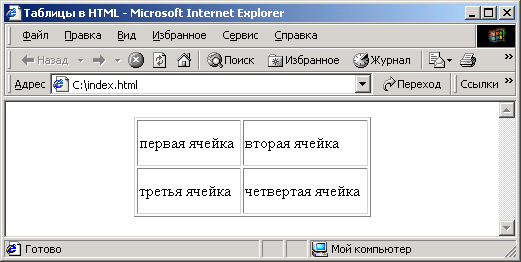 Таблицы в HTML - Microsoft Internet Explorer
Файл Правка Вид Избранное Сервис Справка
Назад Поиск Избранное Журнал »
Адрес C:\index.html Переход Ссылки »
первая ячейка вторая ячейка
третья ячейка четвертая ячейка
Готово Мой компьютер